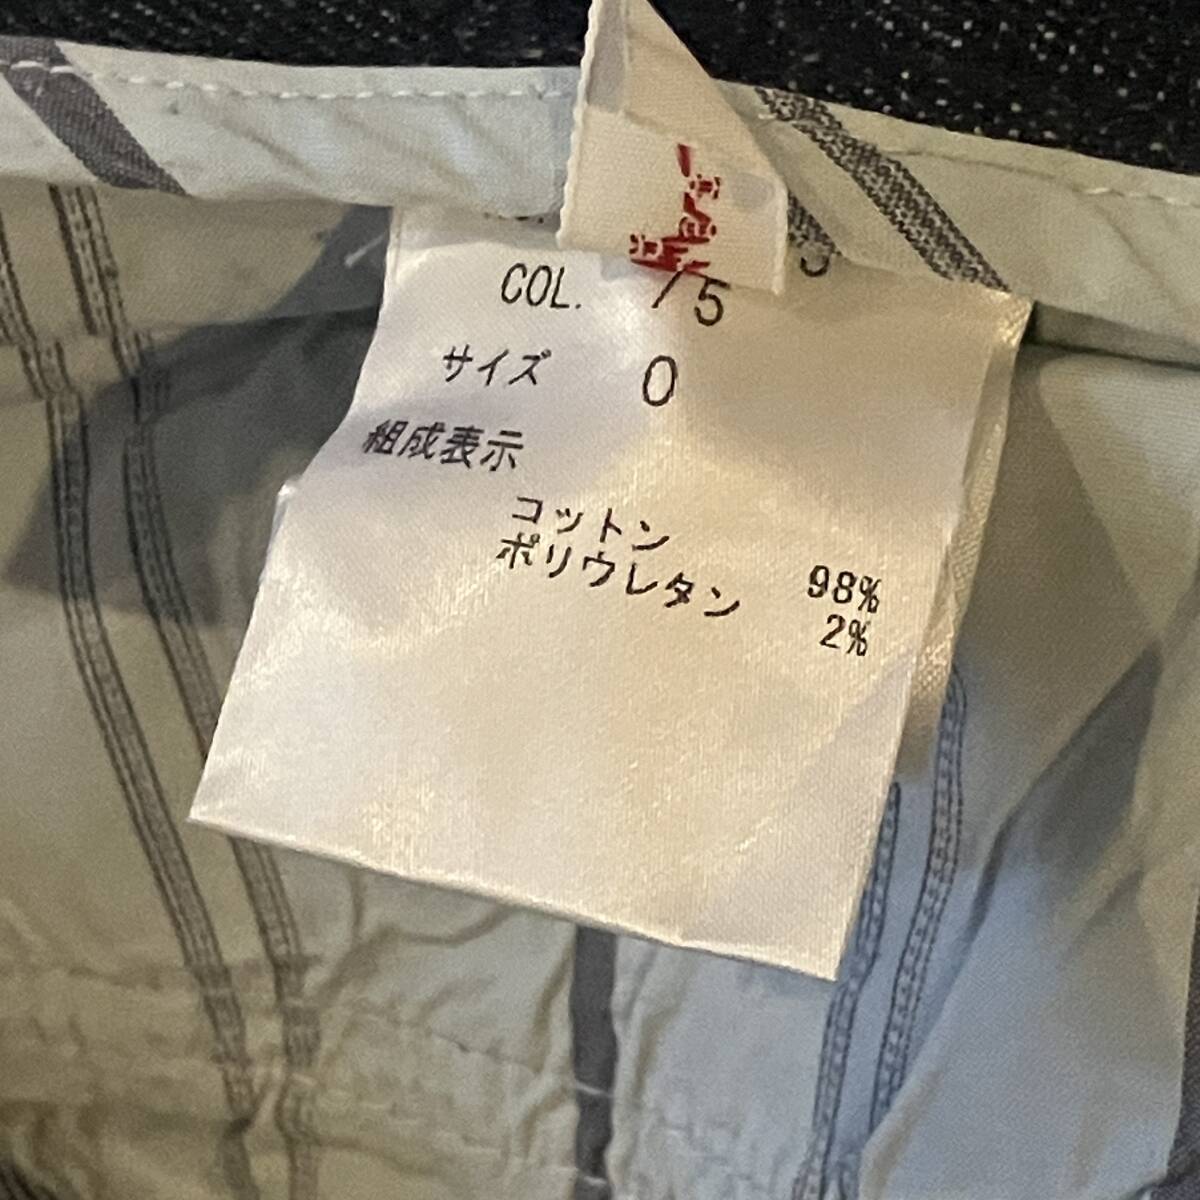 COL. 75
サイズ 0
組成表示
コットン 98%
ポリウレタン 2%